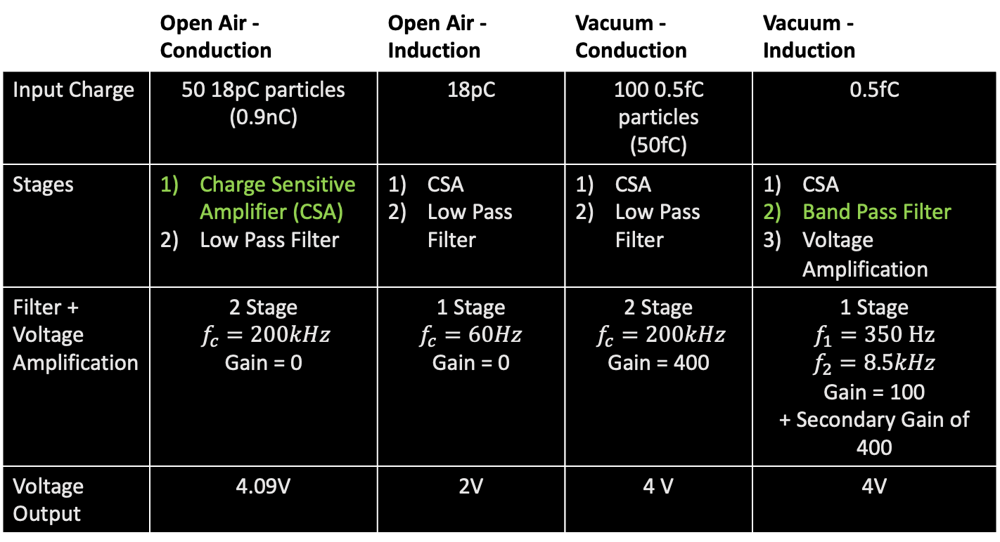 Open Air -
Conduction
Open Air -
Induction
Vacuum -
Conduction
Vacuum -
Induction
Input Charge
50 18pC particles
(0.9nC)
18pC
100 0.5fC
particles
(50fC)
0.5fC
Stages
1) Charge Sensitive
Amplifier (CSA)
2) Low Pass Filter
1) CSA
2) Low Pass
Filter
1) CSA
2) Low Pass
Filter
1) CSA
2) Band Pass Filter
3) Voltage
Amplification
Filter +
Voltage
Amplification
2 Stage
f_c = 200kHz
Gain = 0
1 Stage
f_c = 60Hz
Gain = 0
2 Stage
f_c = 200kHz
Gain = 400
1 Stage
f_1 = 350 Hz
f_2 = 8.5kHz
Gain = 100
+ Secondary Gain of
400
Voltage
Output
4.09V
2V
4 V
4V